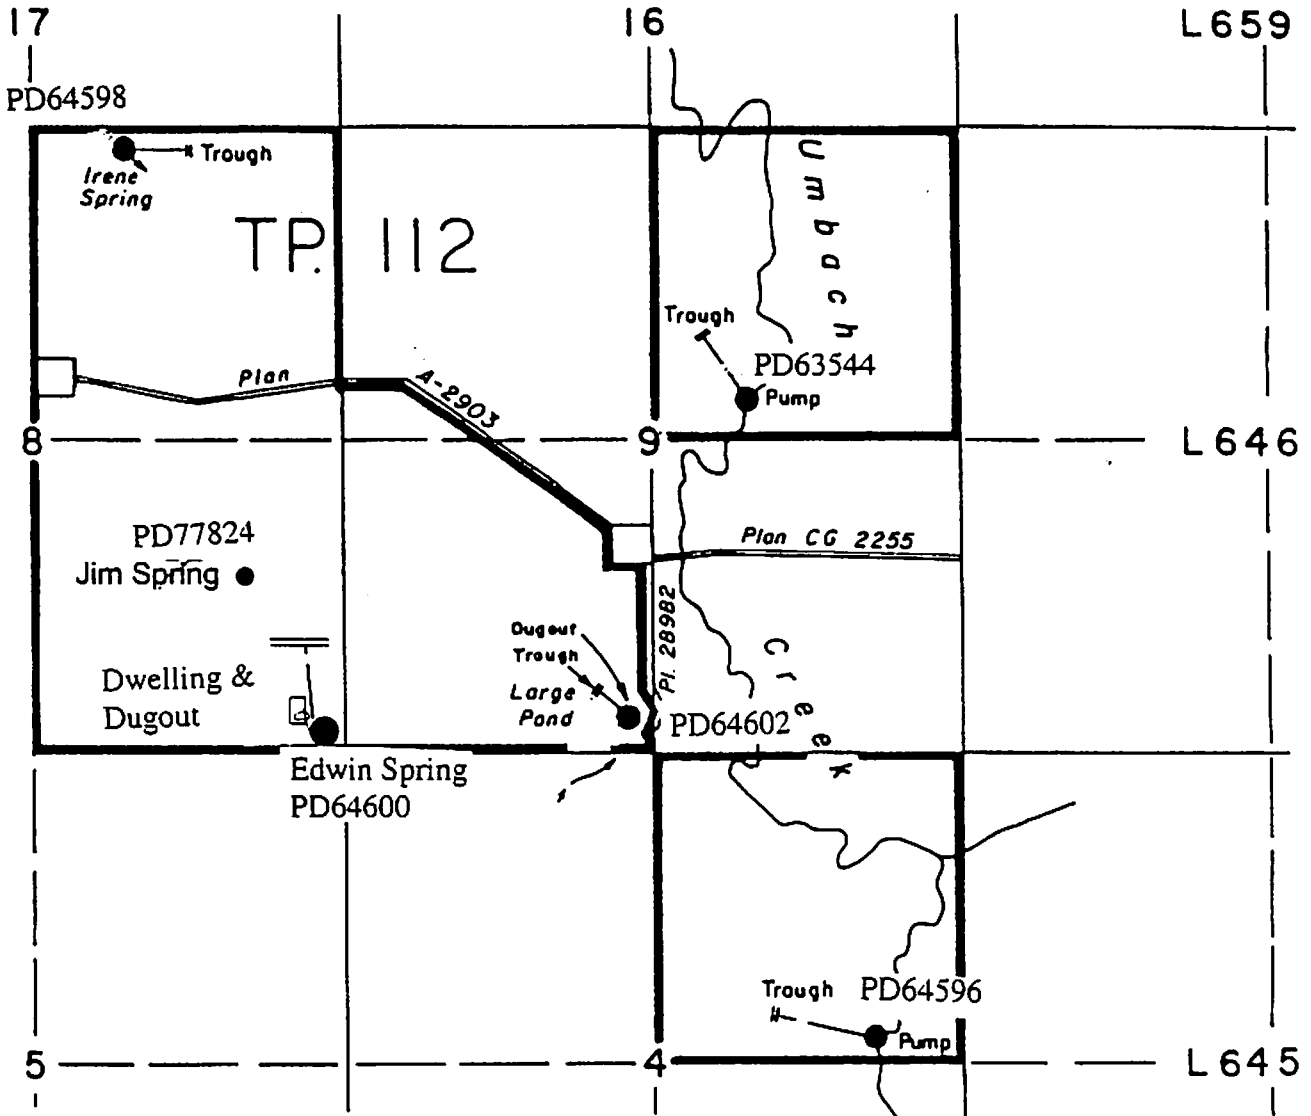 17 16 L659
PD64598
Trough
Irene
Spring
TP. 112
Umbach
Trough
PD63544
Pump
Plan
A-2903
8 9 L646
PD77824
Jim Spring
Plan CG 2255
Pl. 28982
Dugout
Trough
Large
Pond
Creek
Dwelling &
Dugout
PD64602
Edwin Spring
PD64600
Trough PD64596
Pump
5 4 L645